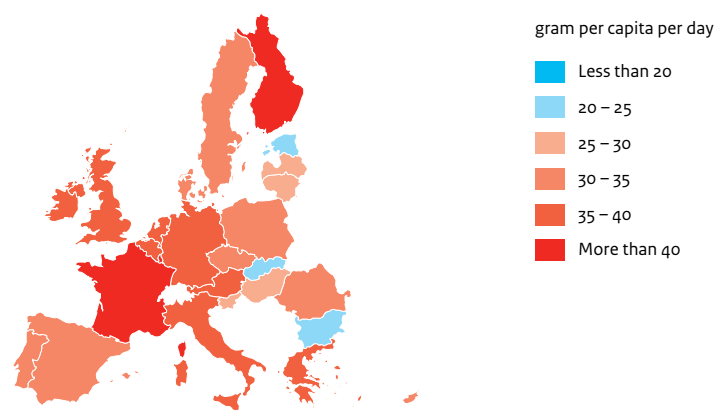 gram per capita per day
Less than 20
20 – 25
25 – 30
30 – 35
35 – 40
More than 40